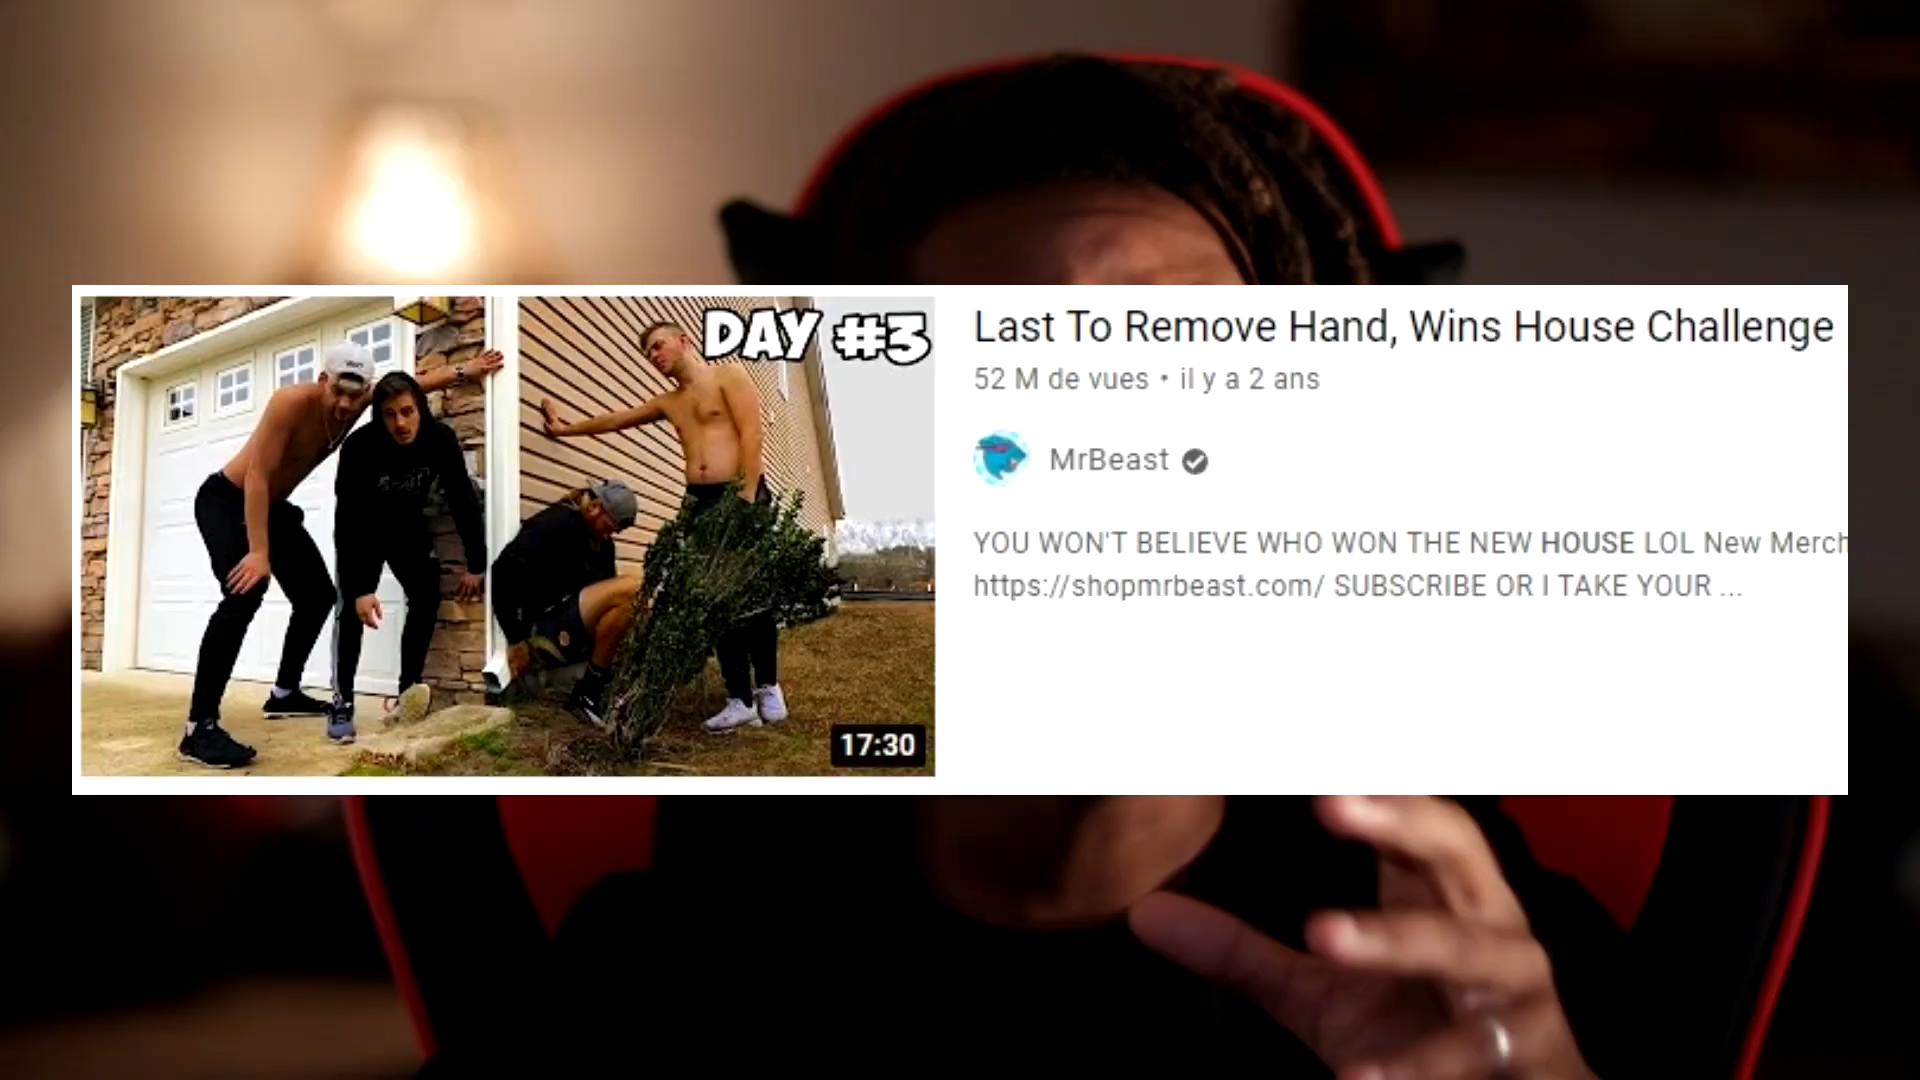 DAY #3
17:30
Last To Remove Hand, Wins House Challenge
52 M de vues • il y a 2 ans
MrBeast
YOU WON'T BELIEVE WHO WON THE NEW HOUSE LOL New Merch
https://shopmrbeast.com/ SUBSCRIBE OR I TAKE YOUR ...